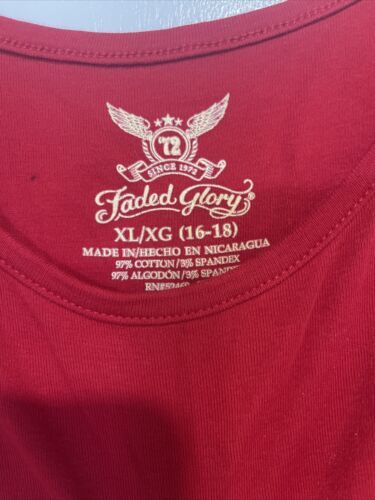 '72
SINCE 1972
Faded Glory®
XL/XG (16-18)
MADE IN/HECHO EN NICARAGUA
97% COTTON/3% SPANDEX
97% ALGODÓN/3% SPANDEX